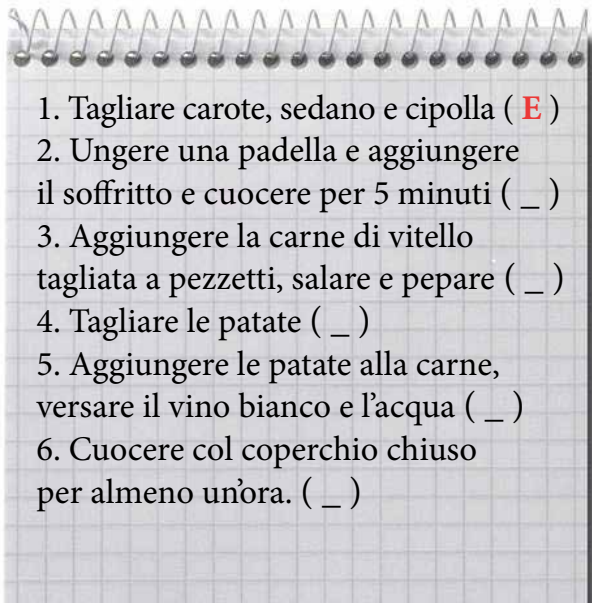 1. Tagliare carote, sedano e cipolla ( E )
2. Ungere una padella e aggiungere
il soffritto e cuocere per 5 minuti ( _ )
3. Aggiungere la carne di vitello
tagliata a pezzetti, salare e pepare ( _ )
4. Tagliare le patate ( _ )
5. Aggiungere le patate alla carne,
versare il vino bianco e l'acqua ( _ )
6. Cuocere col coperchio chiuso
per almeno un'ora. ( _ )